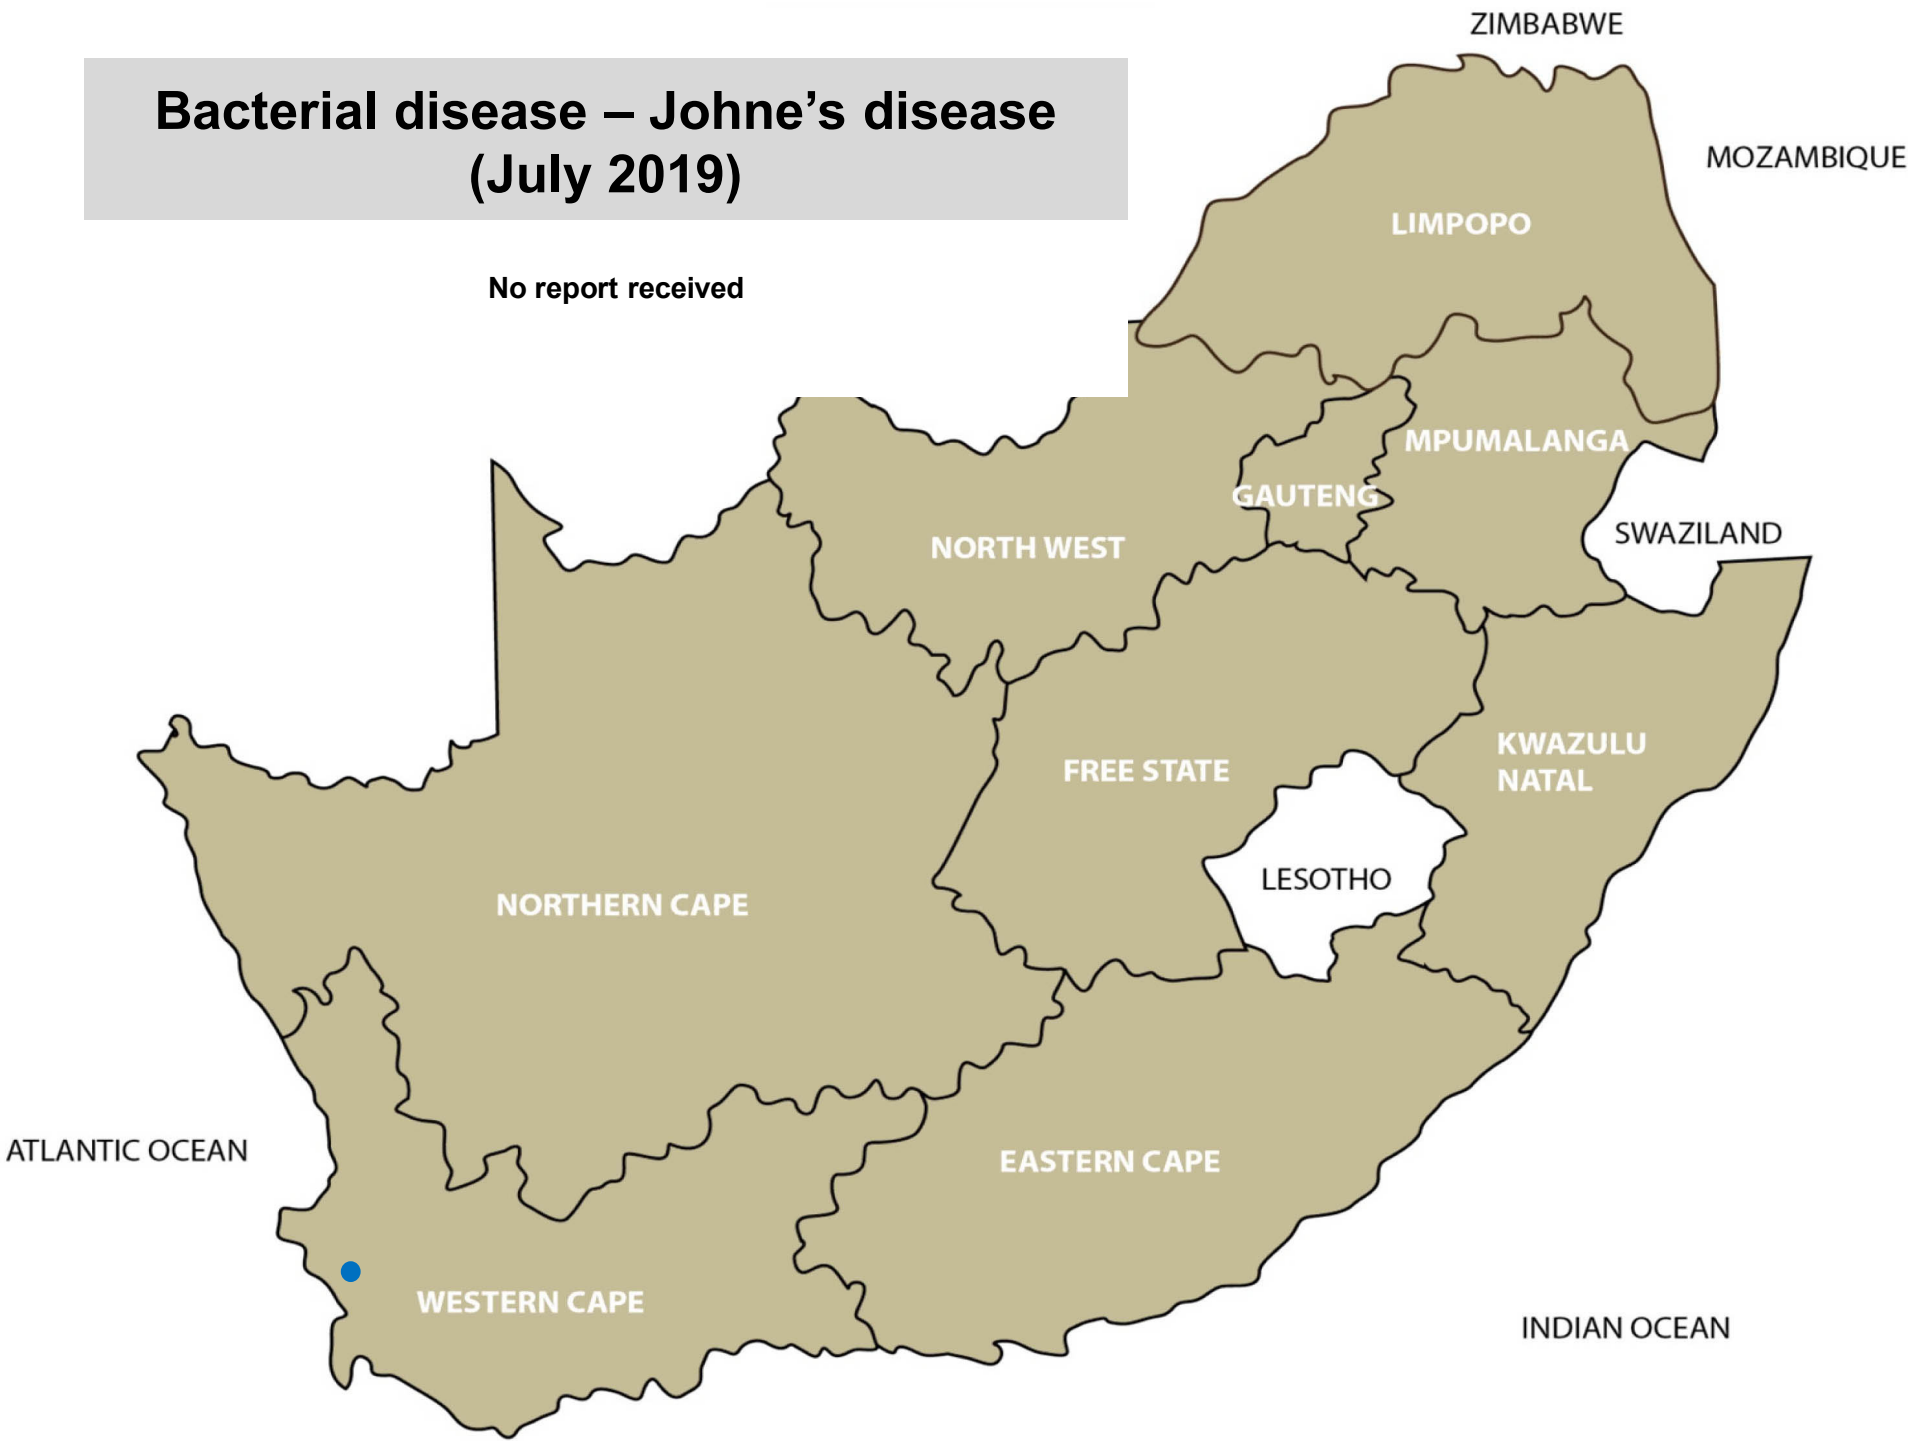 ZIMBABWE
Bacterial disease – Johne’s disease
(July 2019)
MOZAMBIQUE
LIMPOPO
No report received
MPUMALANGA
GAUTENG
SWAZILAND
NORTH WEST
KWAZULU
NATAL
FREE STATE
LESOTHO
NORTHERN CAPE
ATLANTIC OCEAN
EASTERN CAPE
WESTERN CAPE
INDIAN OCEAN